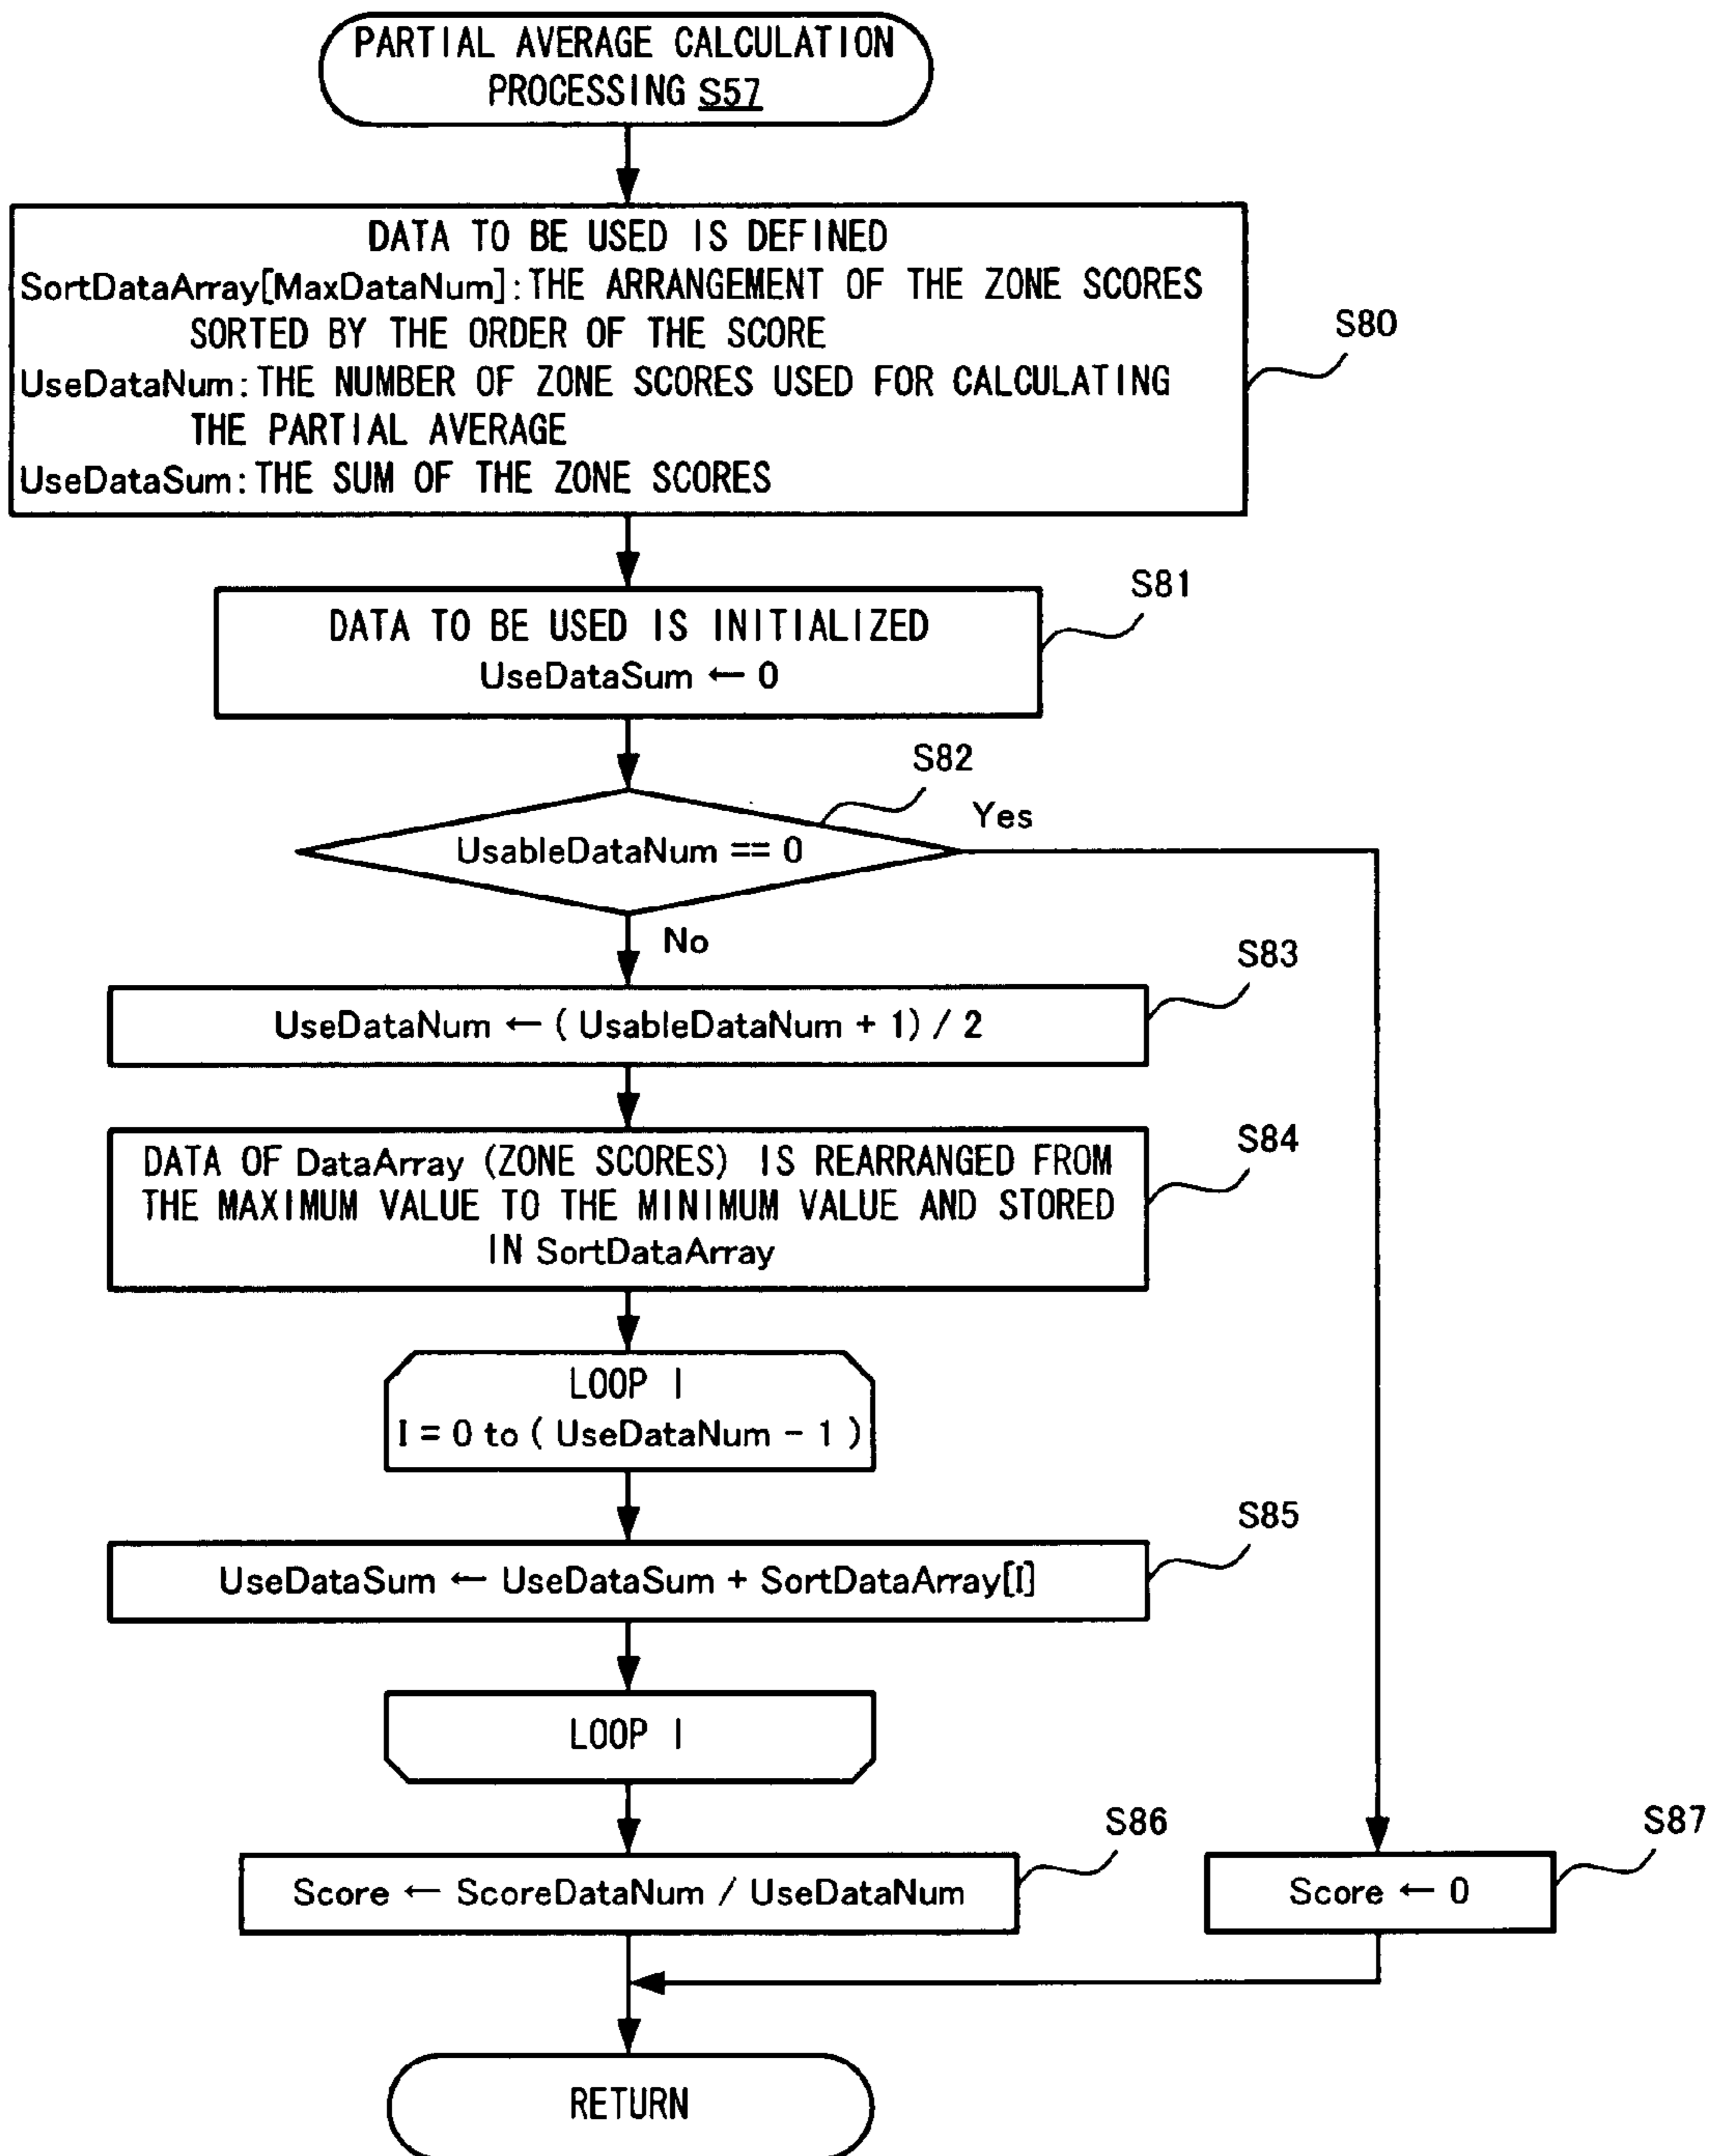 PARTIAL AVERAGE CALCULATION
PROCESSING S57
DATA TO BE USED IS DEFINED
SortDataArray[MaxDataNum]:THE ARRANGEMENT OF THE ZONE SCORES
SORTED BY THE ORDER OF THE SCORE
UseDataNum:THE NUMBER OF ZONE SCORES USED FOR CALCULATING
THE PARTIAL AVERAGE
UseDataSum:THE SUM OF THE ZONE SCORES
S80
DATA TO BE USED IS INITIALIZED
UseDataSum ← 0
S81
UsableDataNum == 0
S82
Yes
No
UseDataNum ← ( UsableDataNum + 1) / 2
S83
DATA OF DataArray (ZONE SCORES) IS REARRANGED FROM
THE MAXIMUM VALUE TO THE MINIMUM VALUE AND STORED
IN SortDataArray
S84
LOOP I
I = 0 to ( UseDataNum - 1 )
UseDataSum ← UseDataSum + SortDataArray[I]
S85
LOOP I
Score ← ScoreDataNum / UseDataNum
S86
Score ← 0
S87
RETURN